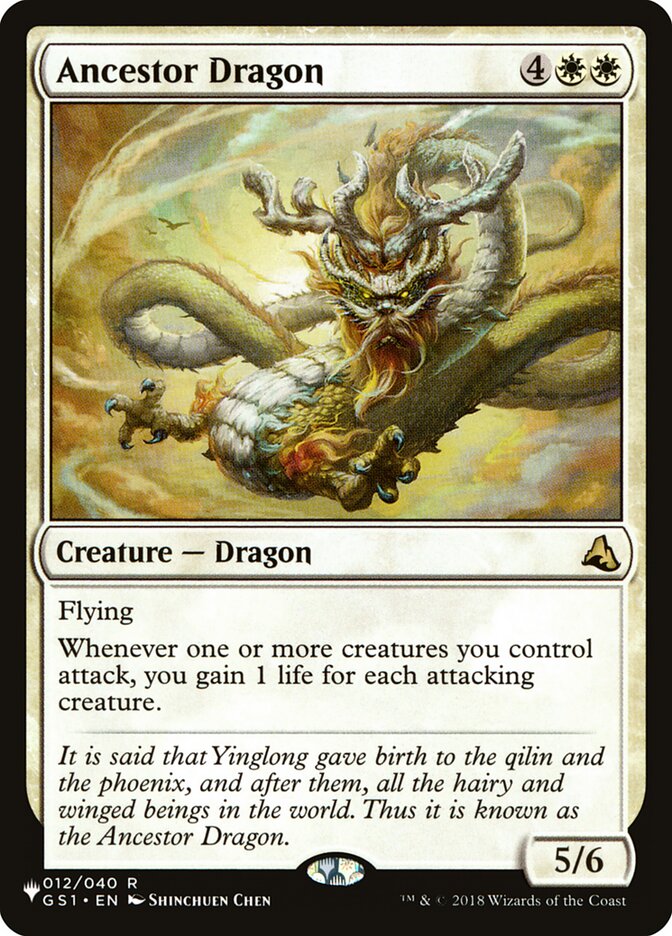 Ancestor Dragon 4
Creature — Dragon
Flying
Whenever one or more creatures you control
attack, you gain 1 life for each attacking
creature.
It is said that Yinglong gave birth to the qilin and
the phoenix, and after them, all the hairy and
winged beings in the world. Thus it is known as
the Ancestor Dragon.
5/6
012/040 R
GS1 • EN Shinchuen Chen ™ & © 2018 Wizards of the Coast